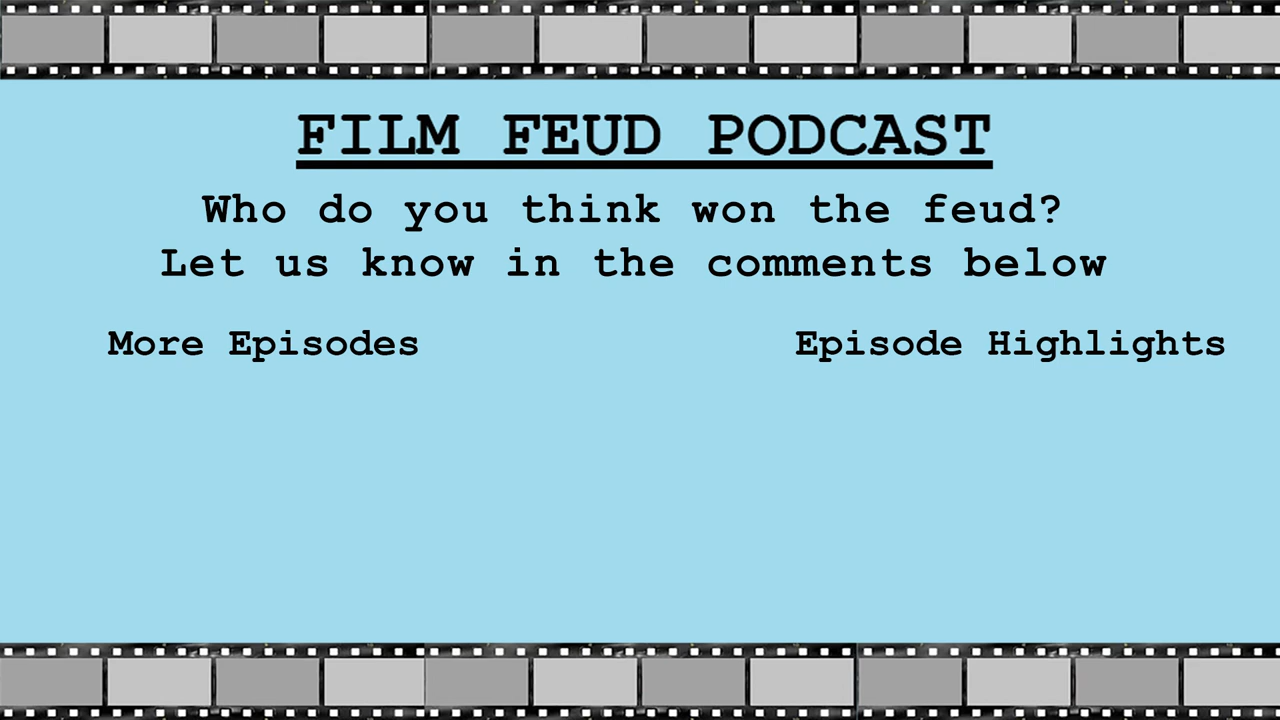 FILM FEUD PODCAST
Who do you think won the feud?
Let us know in the comments below
More Episodes
Episode Highlights